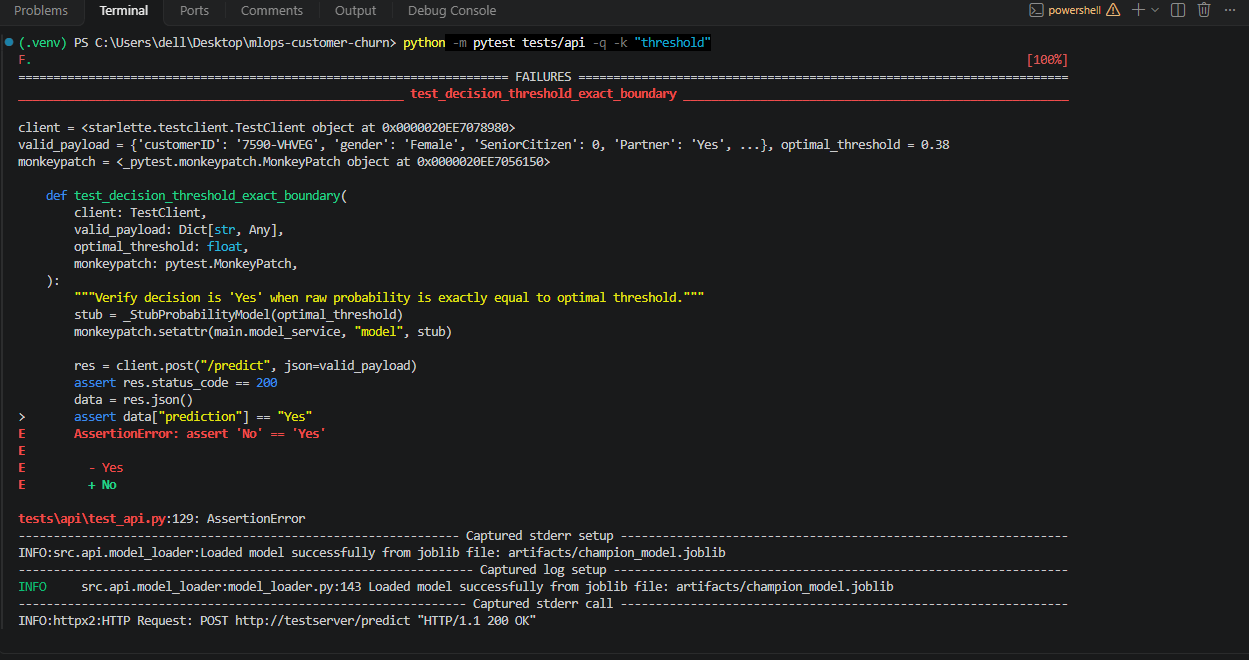 Problems Terminal Ports Comments Output Debug Console powershell
(.venv) PS C:\Users\dell\Desktop\mlops-customer-churn> python -m pytest tests/api -q -k "threshold"
F. [100%]
============================================================ FAILURES ============================================================
________________________________________________ test_decision_threshold_exact_boundary ________________________________________________
client = <starlette.testclient.TestClient object at 0x0000020EE7078980>
valid_payload = {'customerID': '7590-VHVEG', 'gender': 'Female', 'SeniorCitizen': 0, 'Partner': 'Yes', ...}, optimal_threshold = 0.38
monkeypatch = <_pytest.monkeypatch.MonkeyPatch object at 0x0000020EE7056150>
def test_decision_threshold_exact_boundary(
client: TestClient,
valid_payload: Dict[str, Any],
optimal_threshold: float,
monkeypatch: pytest.MonkeyPatch,
):
"""Verify decision is 'Yes' when raw probability is exactly equal to optimal threshold."""
stub = _StubProbabilityModel(optimal_threshold)
monkeypatch.setattr(main.model_service, "model", stub)
res = client.post("/predict", json=valid_payload)
assert res.status_code == 200
data = res.json()
> assert data["prediction"] == "Yes"
E AssertionError: assert 'No' == 'Yes'
E
E - Yes
E + No
tests\api\test_api.py:129: AssertionError
------------------------------------------------------ Captured stderr setup ------------------------------------------------------
INFO:src.api.model_loader:Loaded model successfully from joblib file: artifacts/champion_model.joblib
------------------------------------------------------- Captured log setup -------------------------------------------------------
INFO src.api.model_loader:model_loader.py:143 Loaded model successfully from joblib file: artifacts/champion_model.joblib
------------------------------------------------------ Captured stderr call ------------------------------------------------------
INFO:httpx2:HTTP Request: POST http://testserver/predict "HTTP/1.1 200 OK"